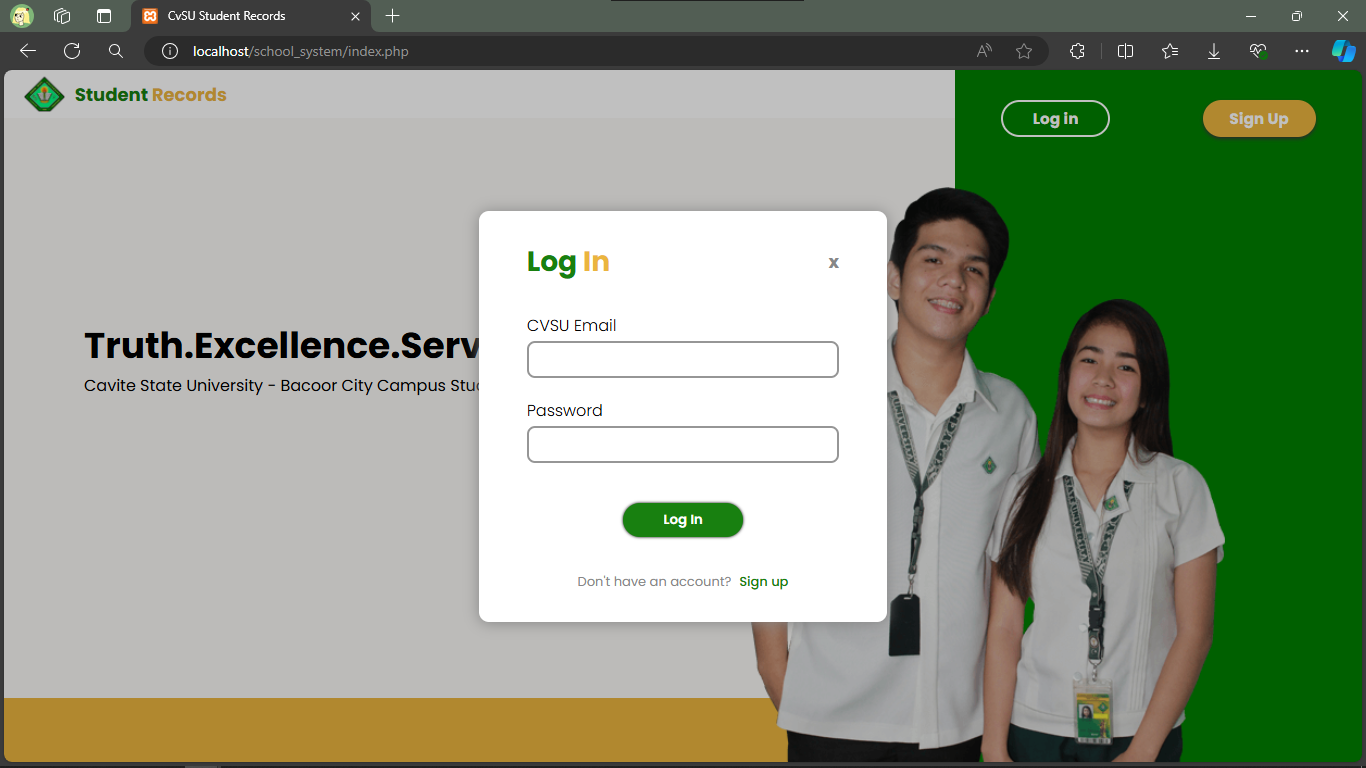 CvSU Student Records
localhost/school_system/index.php
Student Records
Log in
Sign Up
Log In
x
CVSU Email
Truth.Excellence.Serv
Cavite State University - Bacoor City Campus Stu
Password
Log In
Don't have an account? Sign up